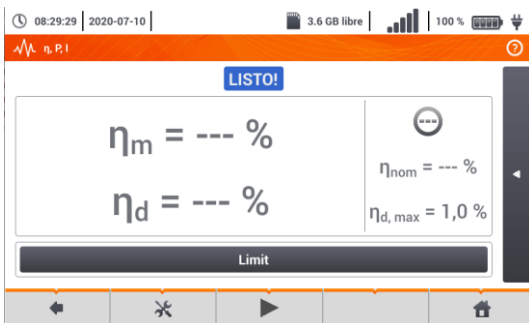 08:29:29 2020-07-10 3.6 GB libre 100 %
η, P, I
LISTO!
ηm = --- %
ηd = --- %
---
ηnom = --- %
ηd, max = 1,0 %
Limit